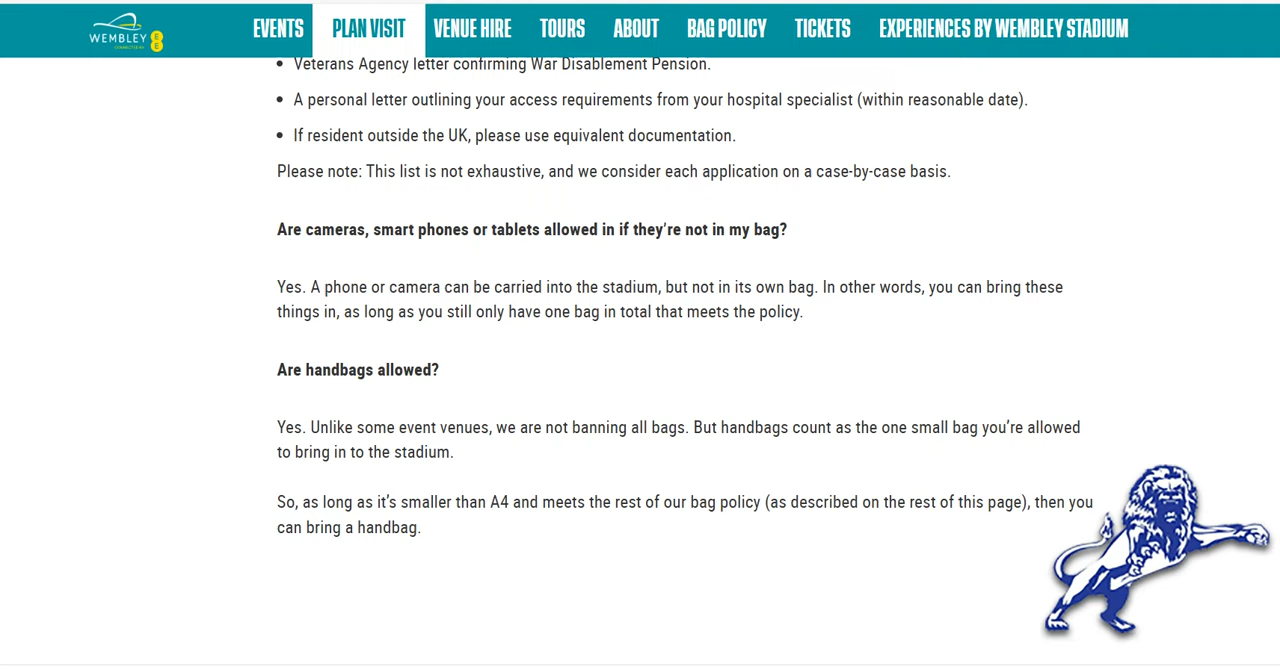 EVENTS PLAN VISIT VENUE HIRE TOURS ABOUT BAG POLICY TICKETS EXPERIENCES BY WEMBLEY STADIUM
WEMBLEY
CONNECTED BY
EE
• Veterans Agency letter confirming War Disablement Pension.
• A personal letter outlining your access requirements from your hospital specialist (within reasonable date).
• If resident outside the UK, please use equivalent documentation.
Please note: This list is not exhaustive, and we consider each application on a case-by-case basis.
Are cameras, smart phones or tablets allowed in if they're not in my bag?
Yes. A phone or camera can be carried into the stadium, but not in its own bag. In other words, you can bring these
things in, as long as you still only have one bag in total that meets the policy.
Are handbags allowed?
Yes. Unlike some event venues, we are not banning all bags. But handbags count as the one small bag you’re allowed
to bring in to the stadium.
So, as long as it’s smaller than A4 and meets the rest of our bag policy (as described on the rest of this page), then you
can bring a handbag.